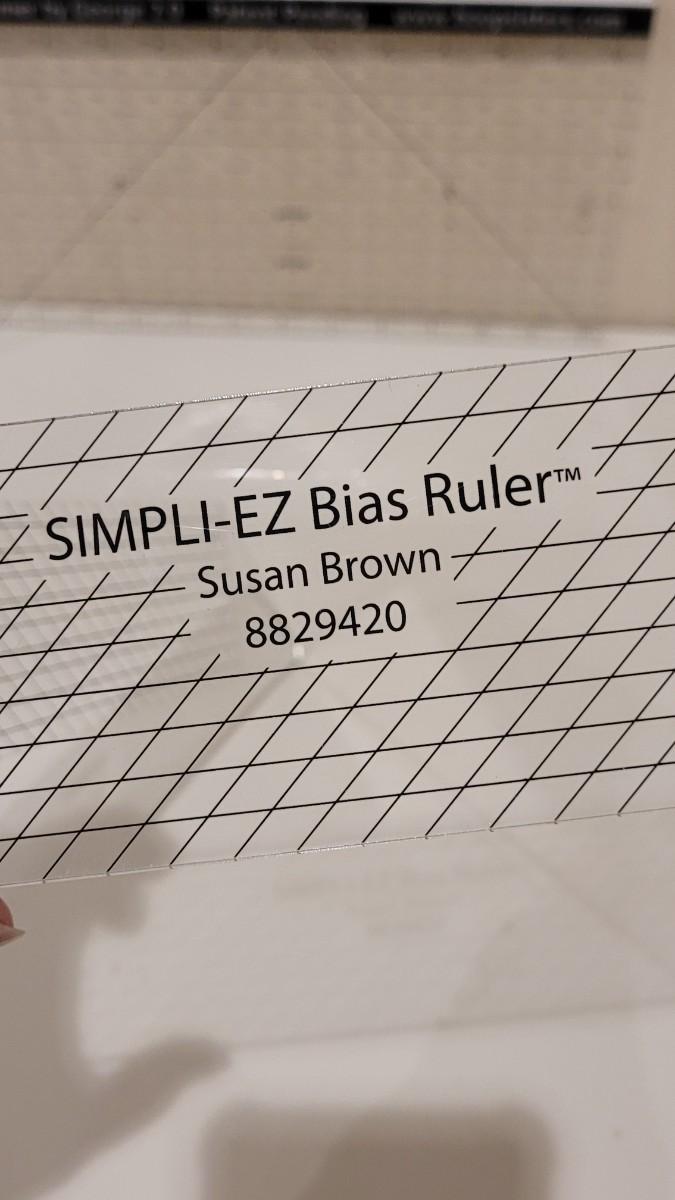 SIMPLI-EZ Bias Ruler™
Susan Brown
8829420